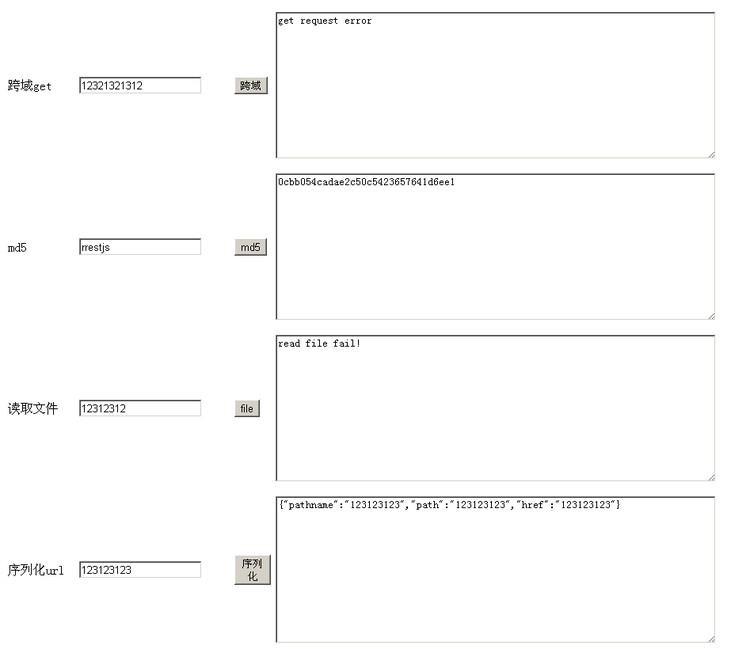 get request error
跨域get
12321321312
跨域
0cbb054cadae2c50c5423657641d6ee1
md5
rrestjs
md5
read file fail!
读取文件
12312312
file
{"pathname":"123123123","path":"123123123","href":"123123123"}
序列化url
123123123
序列
化